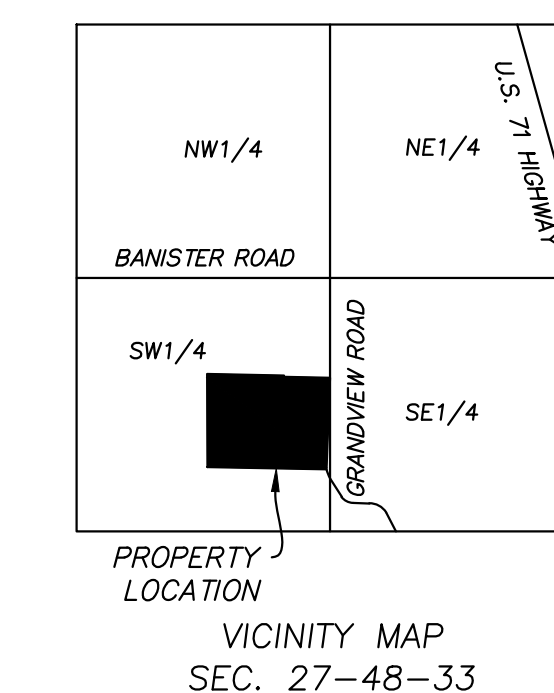 U.S. 71 HIGHWAY
NW1/4
NE1/4
BANISTER ROAD
SW1/4
GRANDVIEW ROAD
SE1/4
PROPERTY
LOCATION
VICINITY MAP
SEC. 27-48-33